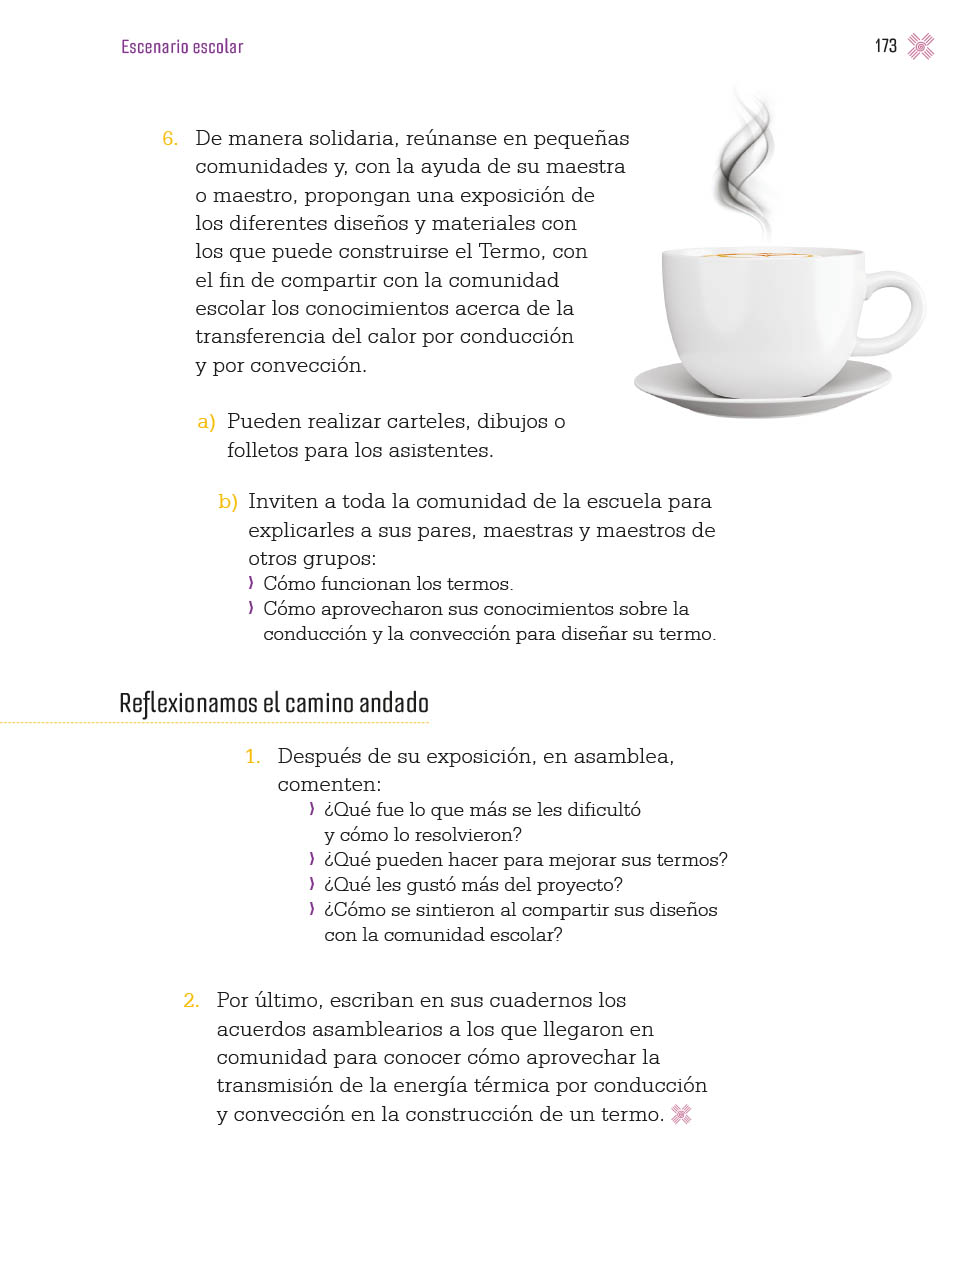 Escenario escolar
173
6. De manera solidaria, reúnanse en pequeñas
comunidades y, con la ayuda de su maestra
o maestro, propongan una exposición de
los diferentes diseños y materiales con
los que puede construirse el Termo, con
el fin de compartir con la comunidad
escolar los conocimientos acerca de la
transferencia del calor por conducción
y por convección.
a) Pueden realizar carteles, dibujos o
folletos para los asistentes.
b) Inviten a toda la comunidad de la escuela para
explicarles a sus pares, maestras y maestros de
otros grupos:
⟩ Cómo funcionan los termos.
⟩ Cómo aprovecharon sus conocimientos sobre la
conducción y la convección para diseñar su termo.
Reflexionamos el camino andado
1. Después de su exposición, en asamblea,
comenten:
⟩ ¿Qué fue lo que más se les dificultó
y cómo lo resolvieron?
⟩ ¿Qué pueden hacer para mejorar sus termos?
⟩ ¿Qué les gustó más del proyecto?
⟩ ¿Cómo se sintieron al compartir sus diseños
con la comunidad escolar?
2. Por último, escriban en sus cuadernos los
acuerdos asamblearios a los que llegaron en
comunidad para conocer cómo aprovechar la
transmisión de la energía térmica por conducción
y convección en la construcción de un termo.